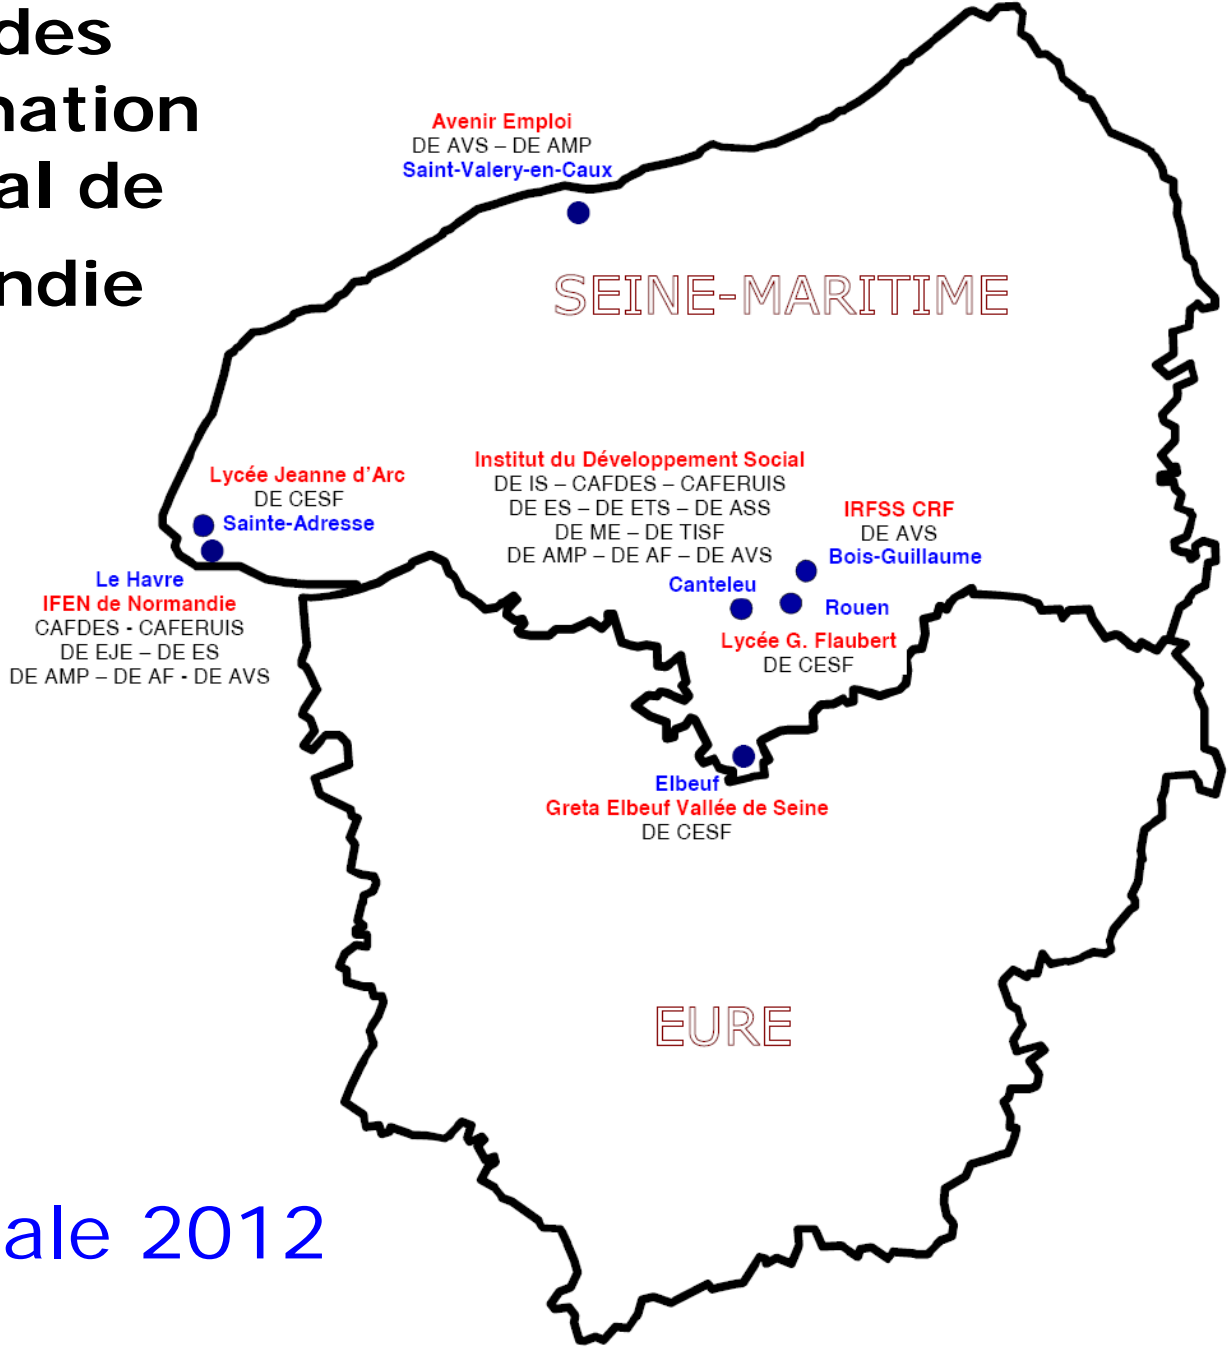 des
nation
al de
ndie
Avenir Emploi
DE AVS – DE AMP
Saint-Valery-en-Caux
SEINE-MARITIME
Lycée Jeanne d’Arc
DE CESF
Sainte-Adresse
Le Havre
IFEN de Normandie
CAFDES - CAFERUIS
DE EJE – DE ES
DE AMP – DE AF - DE AVS
Institut du Développement Social
DE IS – CAFDES – CAFERUIS
DE ES – DE ETS – DE ASS
DE ME – DE TISF
DE AMP – DE AF – DE AVS
Canteleu
IRFSS CRF
DE AVS
Bois-Guillaume
Rouen
Lycée G. Flaubert
DE CESF
Elbeuf
Greta Elbeuf Vallée de Seine
DE CESF
EURE
ale 2012